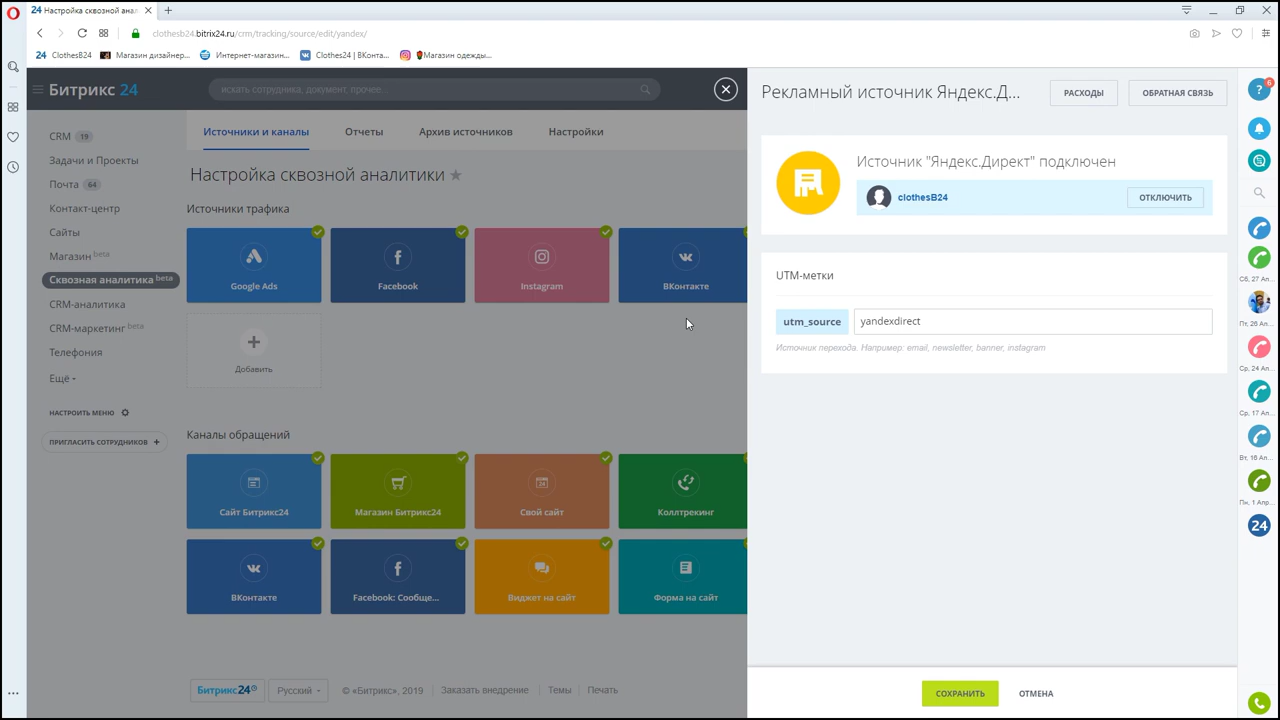 24 Настройка сквозной анал
clothesb24.bitrix24.ru/crm/tracking/source/edit/yandex/
24 ClothesB24
Магазин дизайнер...
Интернет-магазин...
Clothes24 | ВКонта...
Магазин одежды...
Битрикс 24
искать сотрудника, документ, прочее...
CRM 19
Задачи и Проекты
Почта 64
Контакт-центр
Сайты
Магазин beta
Сквозная аналитика beta
CRM-аналитика
CRM-маркетинг beta
Телефония
Ещё
НАСТРОИТЬ МЕНЮ
ПРИГЛАСИТЬ СОТРУДНИКОВ +
Источники и каналы
Отчеты
Архив источников
Настройки
Настройка сквозной аналитики
Источники трафика
Google Ads
Facebook
Instagram
ВКонтакте
Добавить
Каналы обращений
Сайт Битрикс24
Магазин Битрикс24
Свой сайт
Коллтрекинг
ВКонтакте
Facebook: Сообще...
Виджет на сайт
Форма на сайт
Битрикс24
Русский
© «Битрикс», 2019
Заказать внедрение
Темы
Печать
Рекламный источник Яндекс.Д...
РАСХОДЫ
ОБРАТНАЯ СВЯЗЬ
Источник "Яндекс.Директ" подключен
clothesB24
ОТКЛЮЧИТЬ
UTM-метки
utm_source
yandexdirect
Источник перехода. Например: email, newsletter, banner, instagram
СОХРАНИТЬ
ОТМЕНА
? 6
Сб, 27 Ап...
Пт, 26 Ап...
Ср, 24 Ап...
Ср, 17 Ап...
Вт, 16 Ап...
Пн, 1 Апр...
24